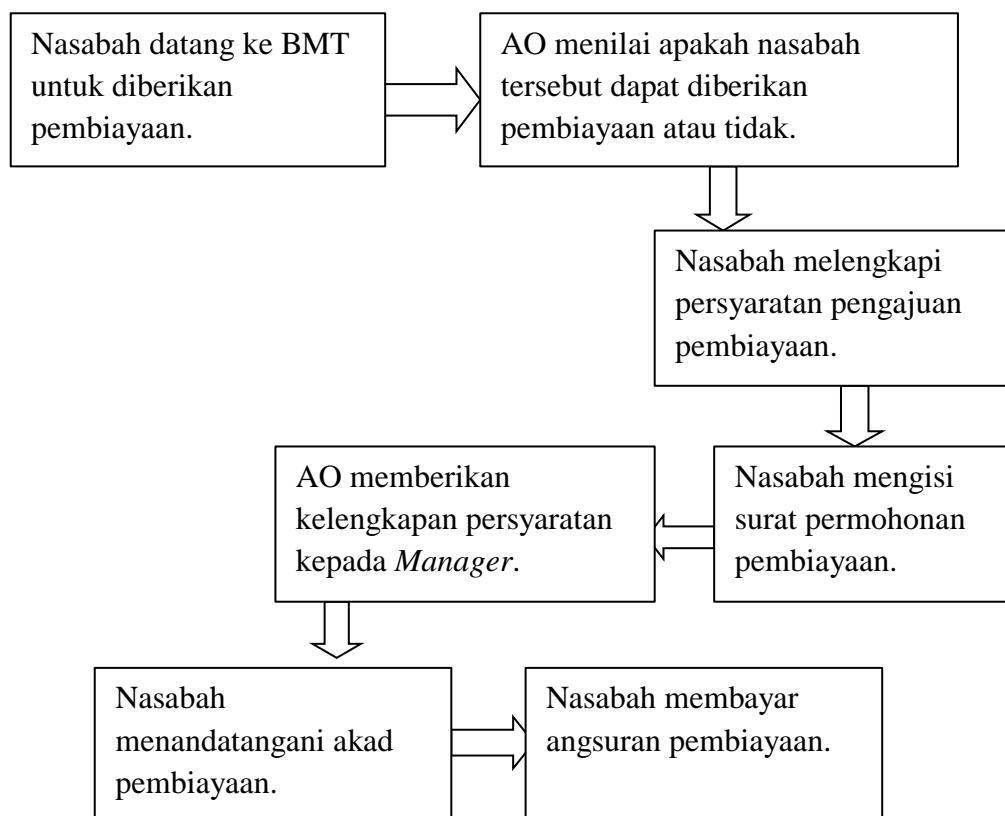 Nasabah datang ke BMT
untuk diberikan
pembiayaan.
AO menilai apakah nasabah
tersebut dapat diberikan
pembiayaan atau tidak.
Nasabah melengkapi
persyaratan pengajuan
pembiayaan.
Nasabah mengisi
surat permohonan
pembiayaan.
AO memberikan
kelengkapan persyaratan
kepada Manager.
Nasabah
menandatangani akad
pembiayaan.
Nasabah membayar
angsuran pembiayaan.